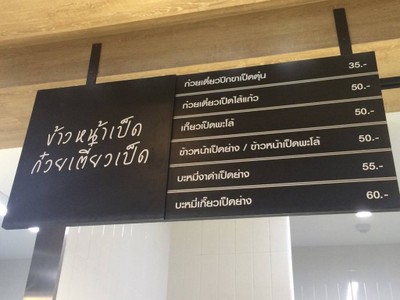 ข้าวหน้าเป็ด
ก๋วยเตี๋ยวเป็ด
ก๋วยเตี๋ยวปีกขาเป็ดตุ๋น 35.-
ก๋วยเตี๋ยวเป็ดไส้แก้ว 50.-
เกี๊ยวเป็ดพะโล้ 50.-
ข้าวหน้าเป็ดย่าง / ข้าวหน้าเป็ดพะโล้ 50.-
บะหมี่งาดำเป็ดย่าง 55.-
บะหมี่เกี๊ยวเป็ดย่าง 60.-